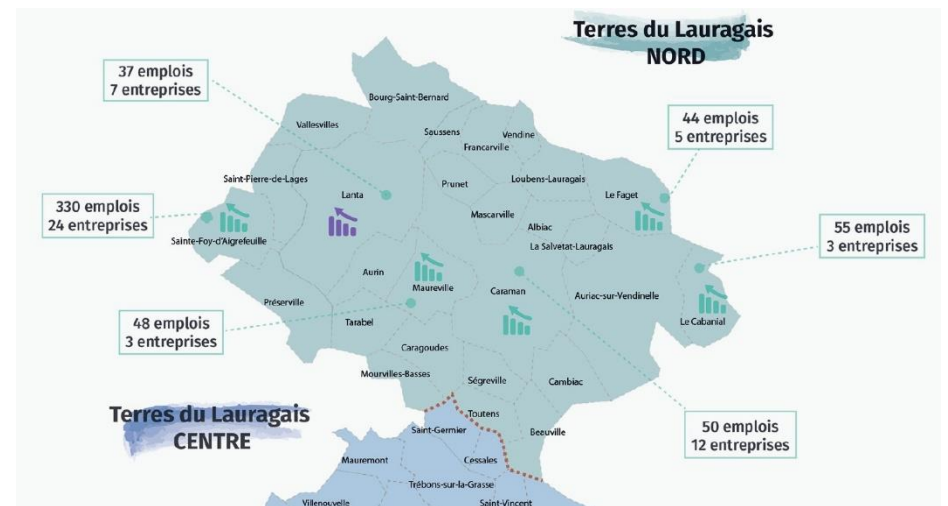 Terres du Lauragais
NORD
37 emplois
7 entreprises
Bourg-Saint-Bernard
44 emplois
5 entreprises
Vallesvilles
Saussens
Vendine
Francarville
Saint-Pierre-de-Lages
Lanta
Prunet
Loubens-Lauragais
Le Faget
330 emplois
24 entreprises
Mascarville
Albiac
55 emplois
3 entreprises
Sainte-Foy-d'Aigrefeuille
La Salvetat-Lauragais
Aurin
Maureville
Caraman
Auriac-sur-Vendinelle
Préserville
Tarabel
Le Cabanial
48 emplois
3 entreprises
Caragoudes
Mourvilles-Basses
Ségreville
Cambiac
Terres du Lauragais
CENTRE
Toutens
Saint-Germier
Beauville
50 emplois
12 entreprises
Mauremont
Cessales
Trébons-sur-la-Grasse
Villenouvelle
Saint-Vincent